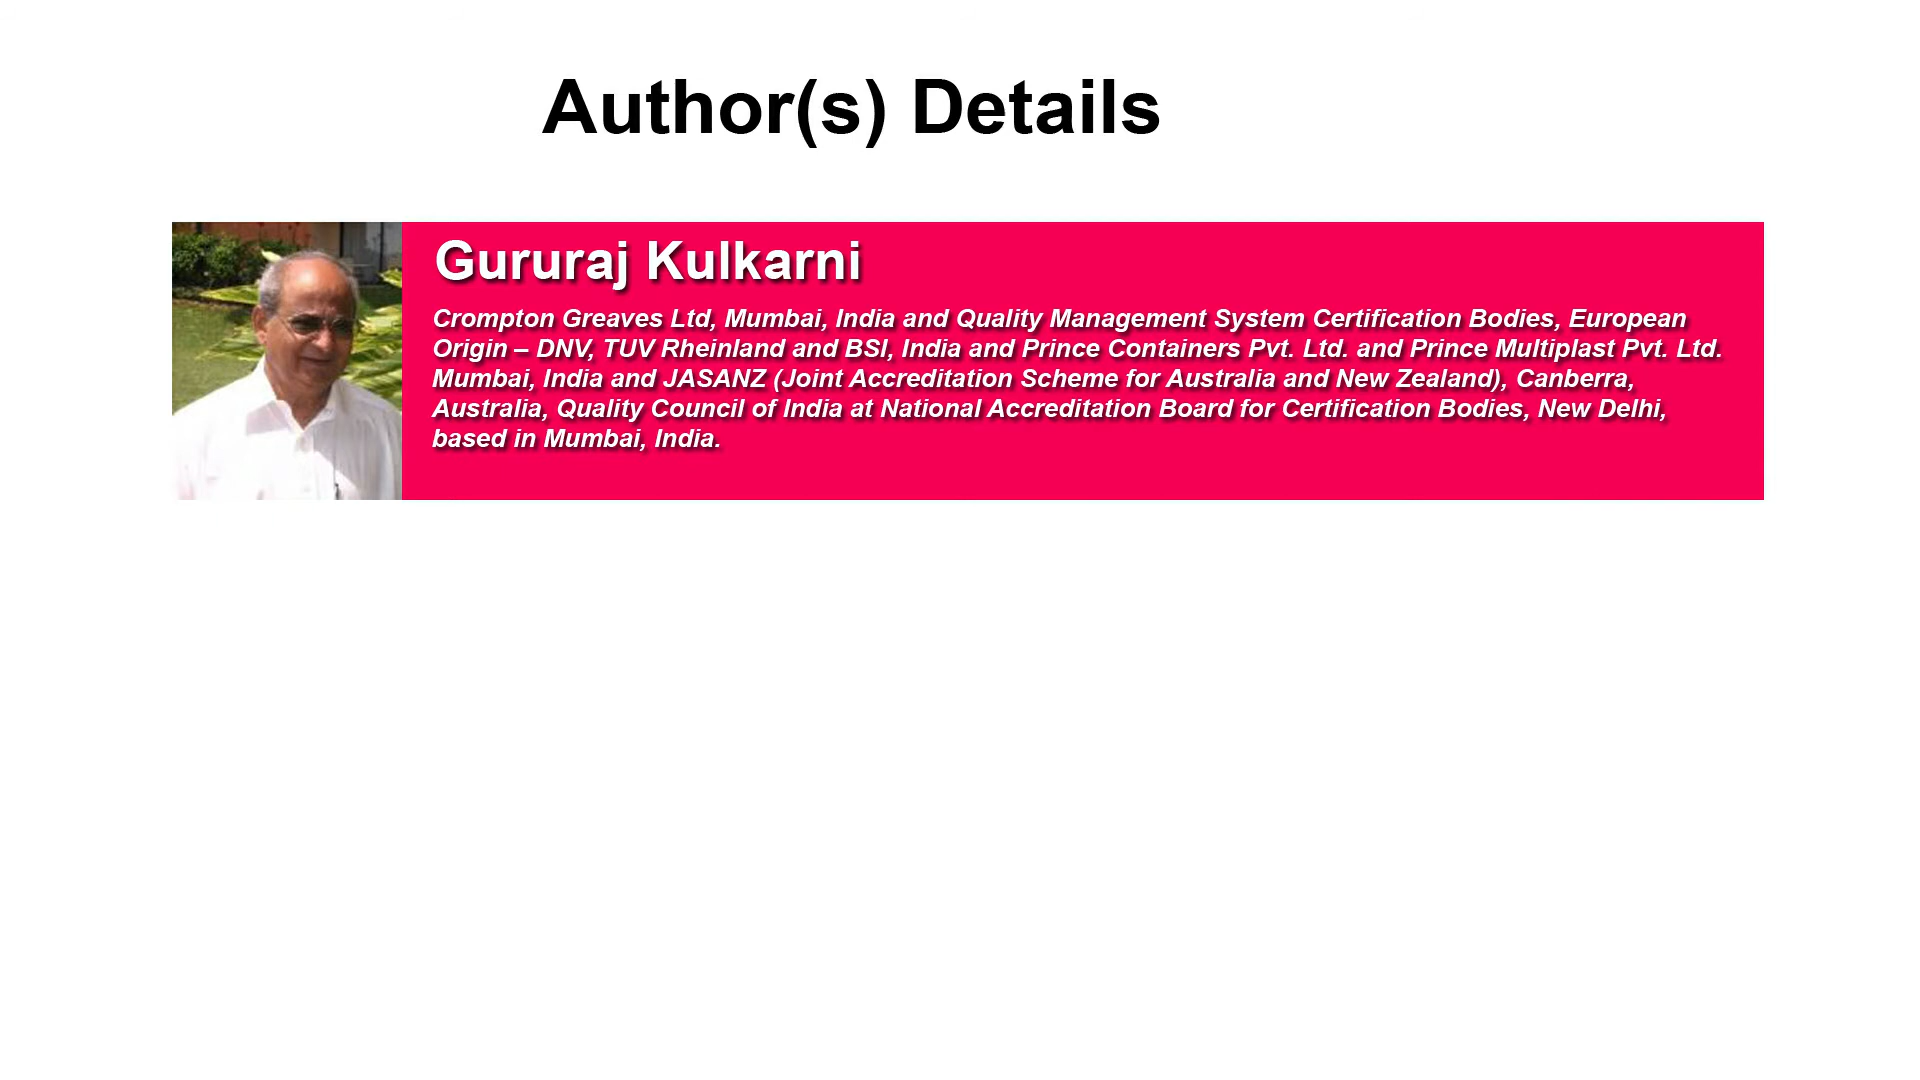 Author(s) Details
Gururaj Kulkarni
Crompton Greaves Ltd, Mumbai, India and Quality Management System Certification Bodies, European
Origin – DNV, TUV Rheinland and BSI, India and Prince Containers Pvt. Ltd. and Prince Multiplast Pvt. Ltd.
Mumbai, India and JASANZ (Joint Accreditation Scheme for Australia and New Zealand), Canberra,
Australia, Quality Council of India at National Accreditation Board for Certification Bodies, New Delhi,
based in Mumbai, India.